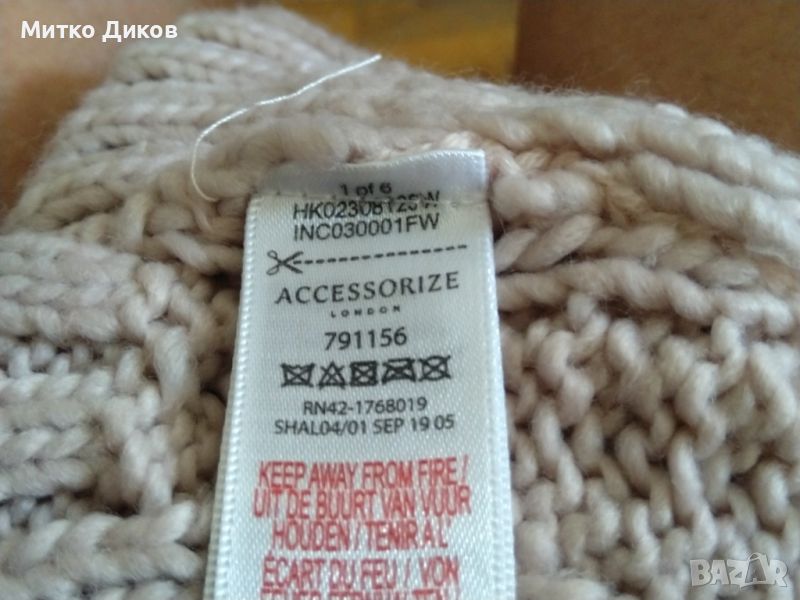 Митко Диков
1 of 6
INC030001FW
ACCESSORIZE
LONDON
791156
RN42-1768019
SHAL04/01 SEP 19 05
KEEP AWAY FROM FIRE /
UIT DE BUURT VAN VUUR
HOUDEN / TENIR À L'
ÉCART DU FEU / VON
BAZAR